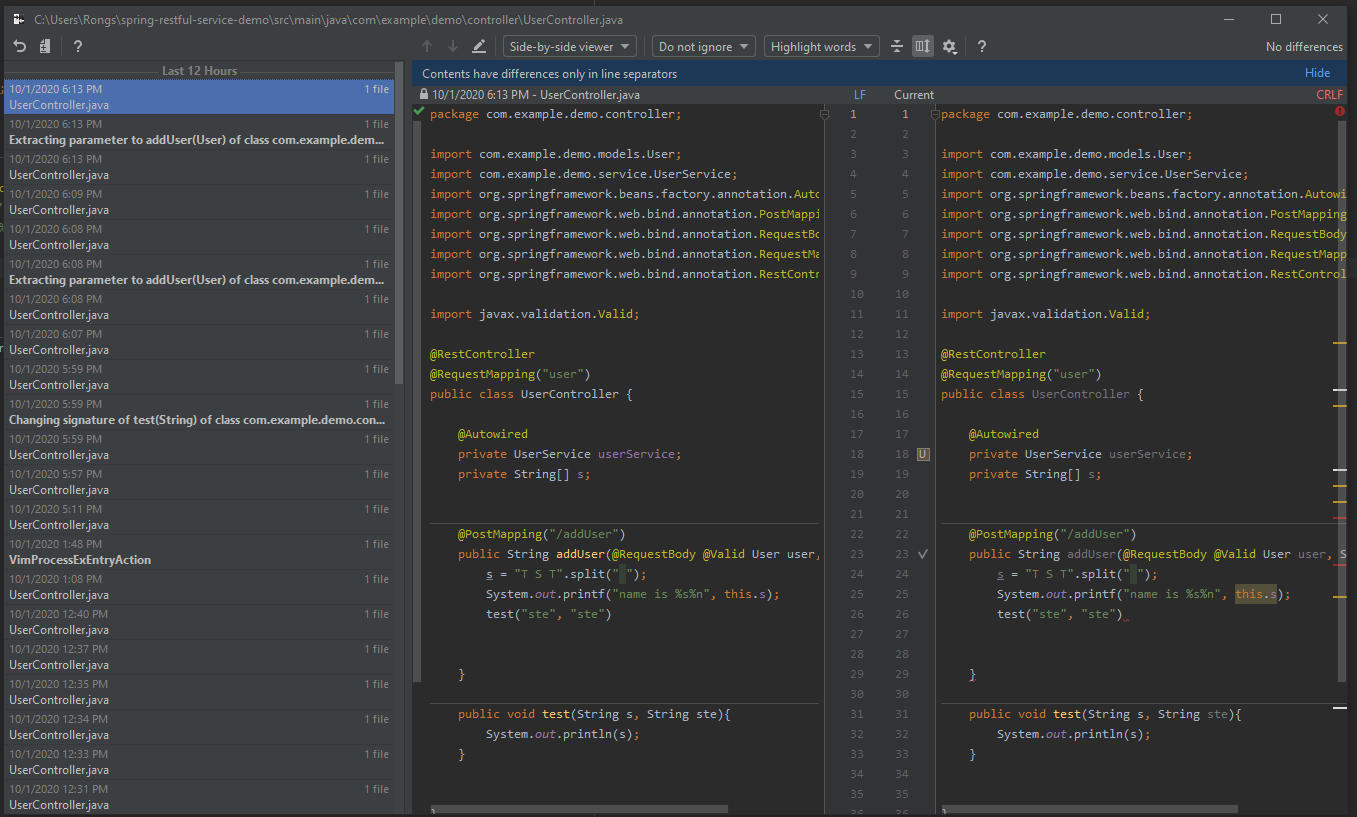 C:\Users\Rongs\spring-restful-service-demo\src\main\java\com\example\demo\controller\UserController.java
?
Side-by-side viewer
Do not ignore
Highlight words
?
No differences
Last 12 Hours
10/1/2020 6:13 PM 1 file
UserController.java
10/1/2020 6:13 PM 1 file
Extracting parameter to addUser(User) of class com.example.dem...
10/1/2020 6:13 PM 1 file
UserController.java
10/1/2020 6:09 PM 1 file
UserController.java
10/1/2020 6:08 PM 1 file
UserController.java
10/1/2020 6:08 PM 1 file
Extracting parameter to addUser(User) of class com.example.dem...
10/1/2020 6:08 PM 1 file
UserController.java
10/1/2020 6:07 PM 1 file
UserController.java
10/1/2020 5:59 PM 1 file
UserController.java
10/1/2020 5:59 PM 1 file
Changing signature of test(String) of class com.example.demo.con...
10/1/2020 5:59 PM 1 file
UserController.java
10/1/2020 5:57 PM 1 file
UserController.java
10/1/2020 5:11 PM 1 file
UserController.java
10/1/2020 1:48 PM 1 file
VimProcessExEntryAction
10/1/2020 1:08 PM 1 file
UserController.java
10/1/2020 12:40 PM 1 file
UserController.java
10/1/2020 12:37 PM 1 file
UserController.java
10/1/2020 12:35 PM 1 file
UserController.java
10/1/2020 12:34 PM 1 file
UserController.java
10/1/2020 12:33 PM 1 file
UserController.java
10/1/2020 12:31 PM 1 file
UserController.java
Contents have differences only in line separators Hide
10/1/2020 6:13 PM - UserController.java LF
Current CRLF
package com.example.demo.controller; 1
2
import com.example.demo.models.User; 3
import com.example.demo.service.UserService; 4
import org.springframework.beans.factory.annotation.Auto 5
import org.springframework.web.bind.annotation.PostMappi 6
import org.springframework.web.bind.annotation.RequestBo 7
import org.springframework.web.bind.annotation.RequestMa 8
import org.springframework.web.bind.annotation.RestContr 9
10
import javax.validation.Valid; 11
12
@RestController 13
@RequestMapping("user") 14
public class UserController { 15
16
@Autowired 17
private UserService userService; 18
private String[] s; 19
20
21
@PostMapping("/addUser") 22
public String addUser(@RequestBody @Valid User user, 23
s = "T S T".split(" "); 24
System.out.printf("name is %s%n", this.s); 25
test("ste", "ste") 26
27
28
} 29
30
public void test(String s, String ste){ 31
System.out.println(s); 32
} 33
34
35
1 package com.example.demo.controller;
2
3 import com.example.demo.models.User;
4 import com.example.demo.service.UserService;
5 import org.springframework.beans.factory.annotation.Autowi
6 import org.springframework.web.bind.annotation.PostMapping
7 import org.springframework.web.bind.annotation.RequestBody
8 import org.springframework.web.bind.annotation.RequestMapp
9 import org.springframework.web.bind.annotation.RestControl
10
11 import javax.validation.Valid;
12
13 @RestController
14 @RequestMapping("user")
15 public class UserController {
16
17 @Autowired
18 U private UserService userService;
19 private String[] s;
20
21
22 @PostMapping("/addUser")
23 public String addUser(@RequestBody @Valid User user, S
24 s = "T S T".split(" ");
25 System.out.printf("name is %s%n", this.s);
26 test("ste", "ste")
27
28
29 }
30
31 public void test(String s, String ste){
32 System.out.println(s);
33 }
34
35